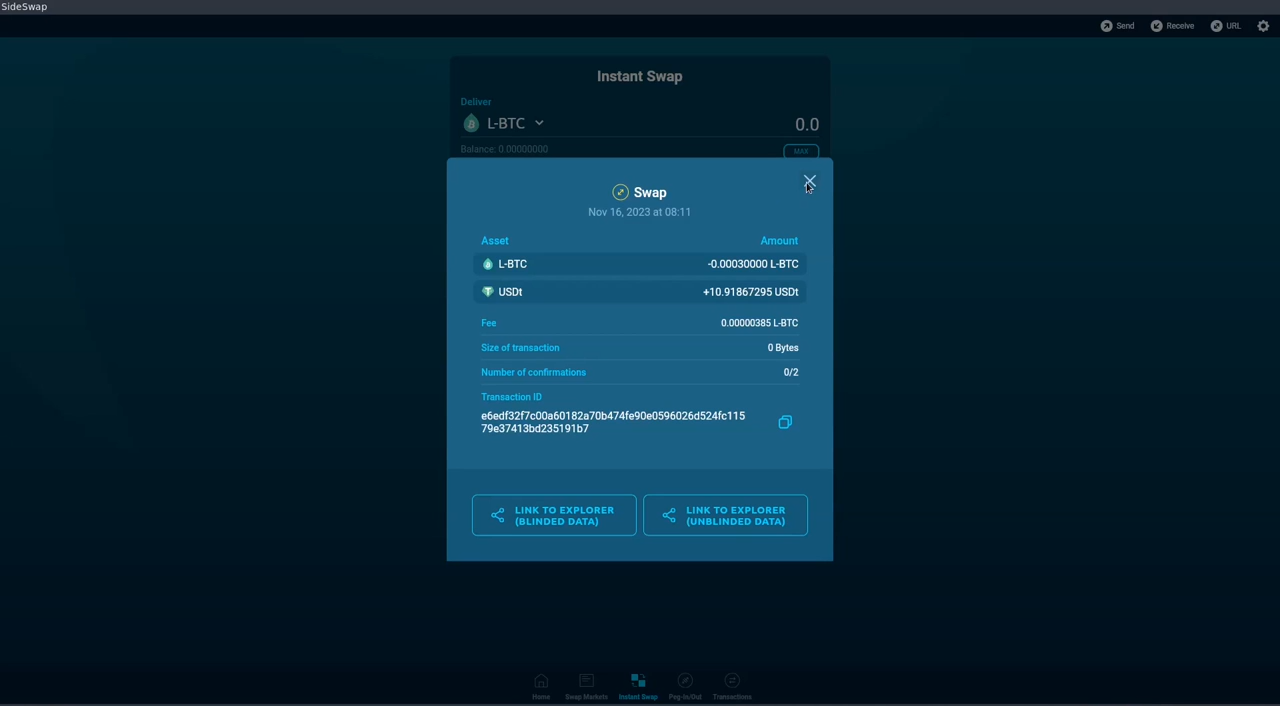 SideSwap
Send Receive URL
Instant Swap
Deliver
L-BTC 0.0
Balance: 0.00000000 MAX
Swap
Nov 16, 2023 at 08:11
Asset Amount
L-BTC -0.00030000 L-BTC
USDt +10.91867295 USDt
Fee 0.00000385 L-BTC
Size of transaction 0 Bytes
Number of confirmations 0/2
Transaction ID
e6edf32f7c00a60182a70b474fe90e0596026d524fc115
79e37413bd235191b7
LINK TO EXPLORER
(BLINDED DATA)
LINK TO EXPLORER
(UNBLINDED DATA)
Home Swap Markets Instant Swap Peg-In/Out Transactions